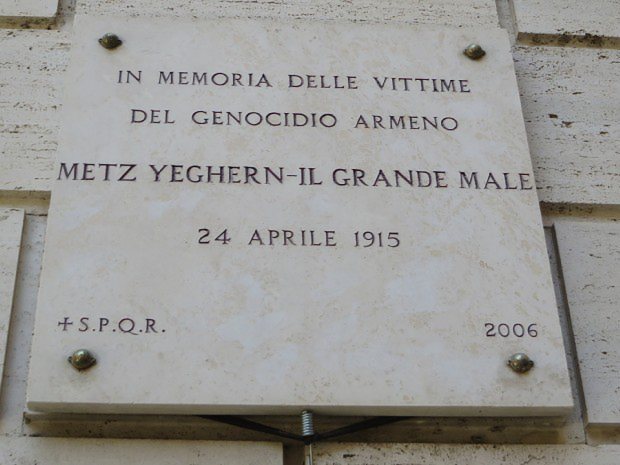 IN MEMORIA DELLE VITTIME
DEL GENOCIDIO ARMENO
METZ YEGHERN-IL GRANDE MALE
24 APRILE 1915
+ S.P.Q.R. 2006